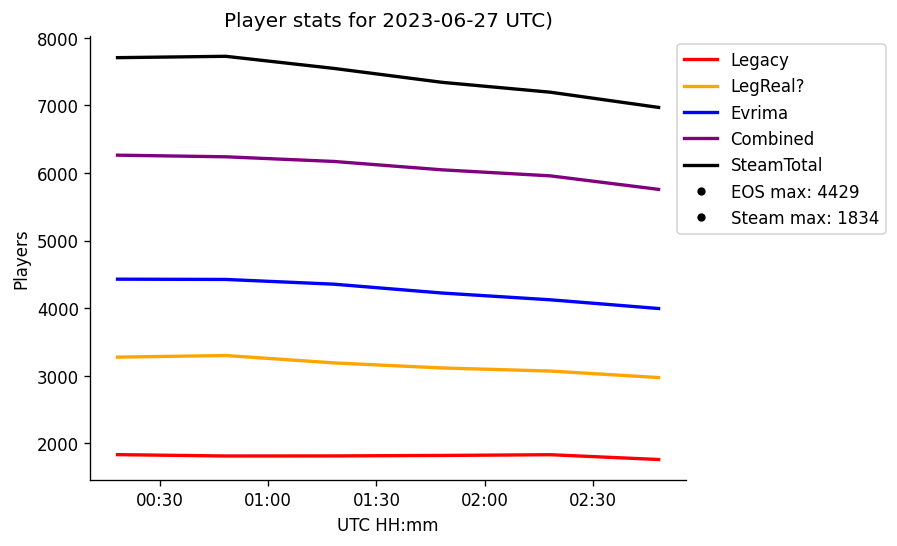 Player stats for 2023-06-27 UTC)
8000
7000
6000
5000
4000
3000
2000
Players
00:30 01:00 01:30 02:00 02:30
UTC HH:mm
Legacy
LegReal?
Evrima
Combined
SteamTotal
EOS max: 4429
Steam max: 1834